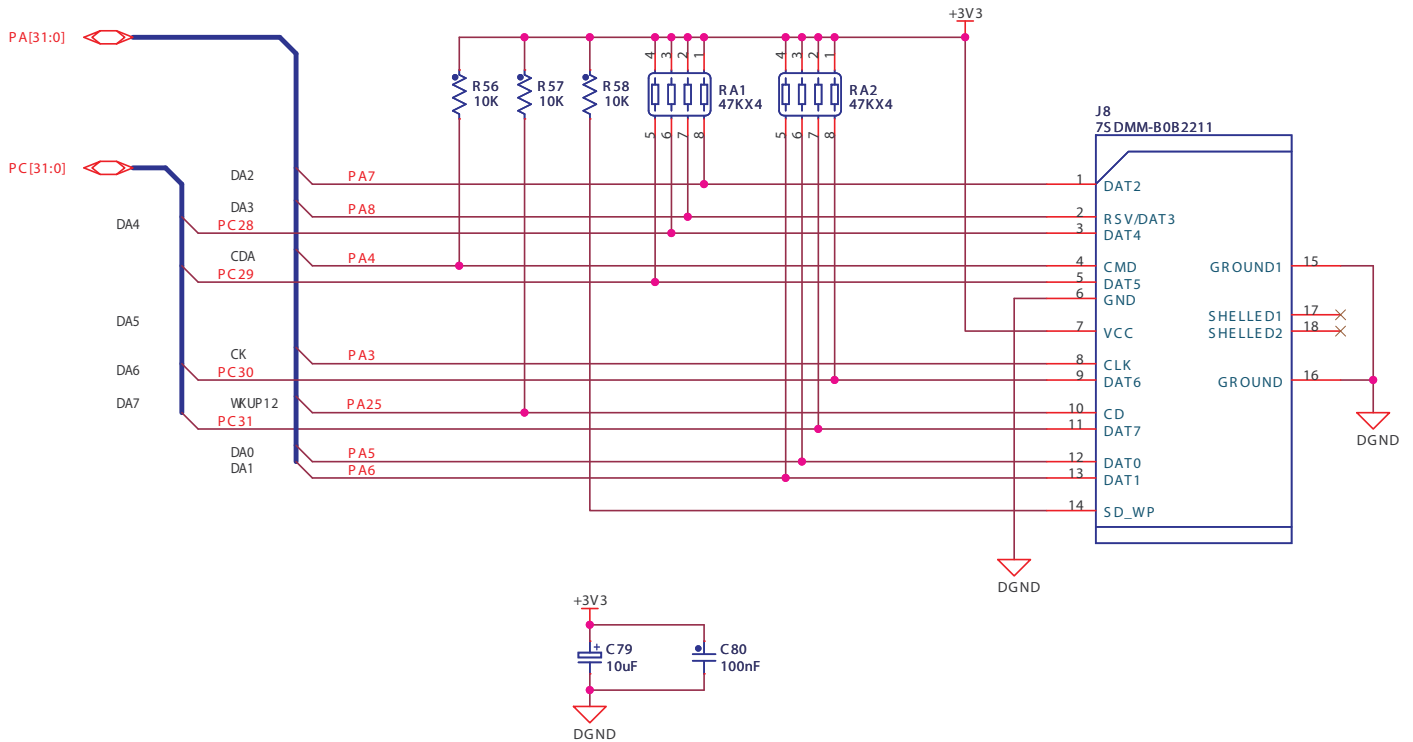 +3V3
PA[31:0]
4 3 2 1
4 3 2 1
R56
10K
R57
10K
R58
10K
RA1
47KX4
RA2
47KX4
5 6 7 8
5 6 7 8
J8
7SDMM-B0B2211
PC[31:0]
DA2 PA7 1 DAT2
DA3 PA8 2 RSV/DAT3
DA4 PC28 3 DAT4
CDA PA4 4 CMD
PC29 5 DAT5
6 GND
GROUND1 15
SHELLED1 17
SHELLED2 18
DA5
7 VCC
CK PA3 8 CLK
DA6 PC30 9 DAT6
GROUND 16
DA7 WKUP12 PA25 10 CD
PC31 11 DAT7
DGND
DA0 PA5 12 DAT0
DA1 PA6 13 DAT1
14 SD_WP
DGND
+3V3
+ C79
10uF
C80
100nF
DGND